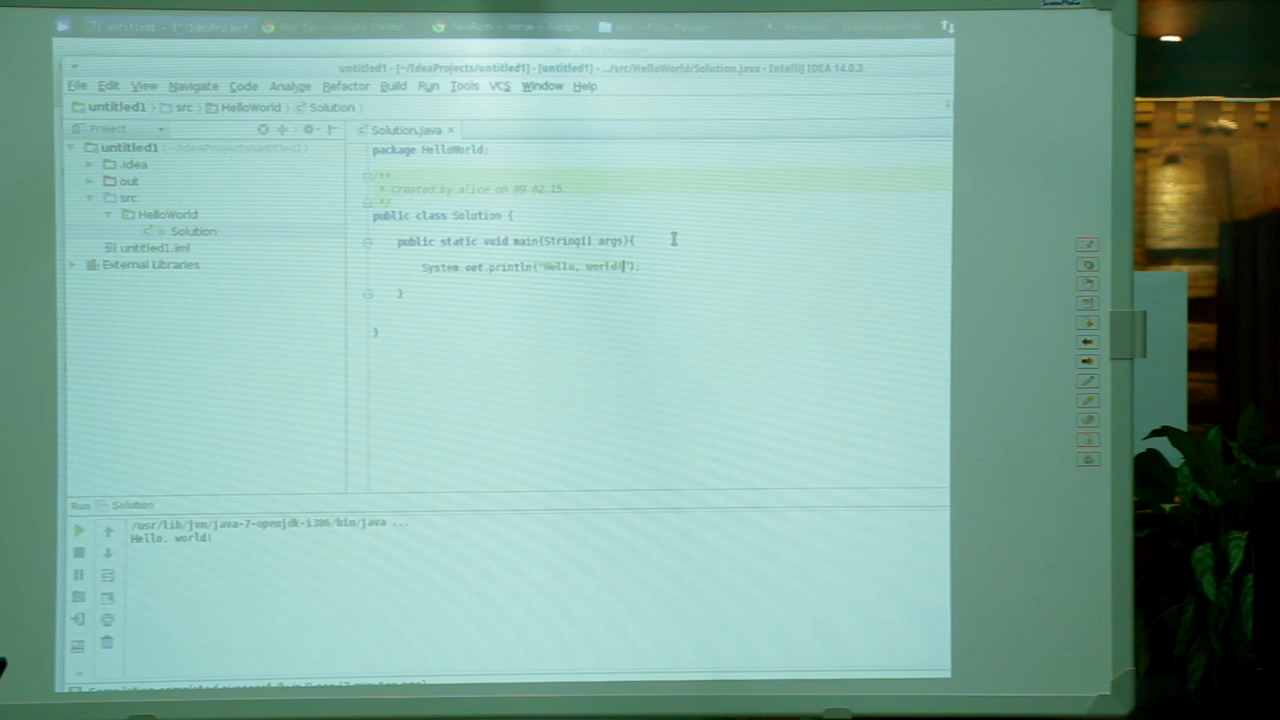 untitled1 - [~/IdeaProjects/untitled1] - [untitled1] - .../src/HelloWorld/Solution.java - IntelliJ IDEA 14.0.3
File Edit View Navigate Code Analyze Refactor Build Run Tools VCS Window Help
untitled1 src HelloWorld Solution
Project
Solution.java
untitled1 (~/IdeaProjects/untitled1)
.idea
out
src
HelloWorld
Solution
untitled1.iml
External Libraries
package HelloWorld;
/**
* Created by alice on 09.02.15.
*/
public class Solution {
public static void main(String[] args){
System.out.println("Hello, world!");
}
}
Run Solution
/usr/lib/jvm/java-7-openjdk-i386/bin/java ...
Hello, world!